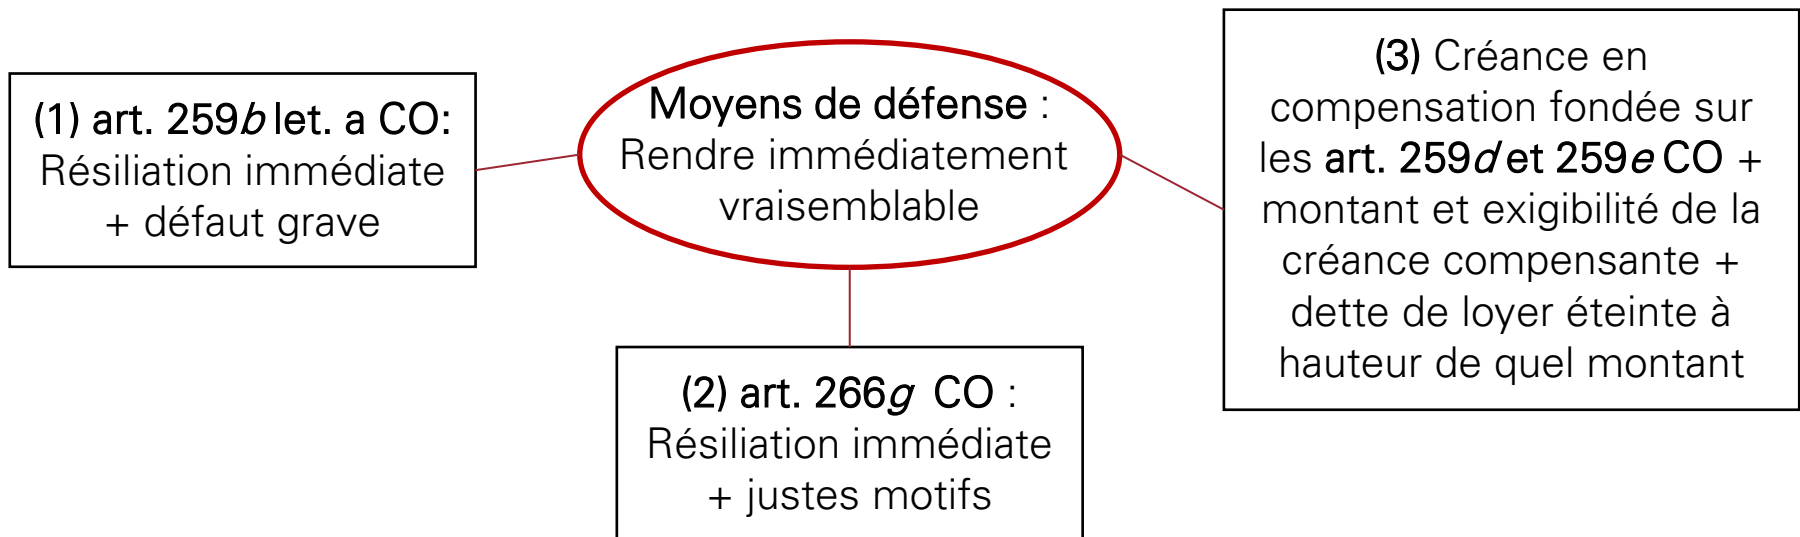 (1) art. 259b let. a CO:
Résiliation immédiate
+ défaut grave
Moyens de défense :
Rendre immédiatement
vraisemblable
(2) art. 266g CO :
Résiliation immédiate
+ justes motifs
(3) Créance en
compensation fondée sur
les art. 259d et 259e CO +
montant et exigibilité de la
créance compensante +
dette de loyer éteinte à
hauteur de quel montant